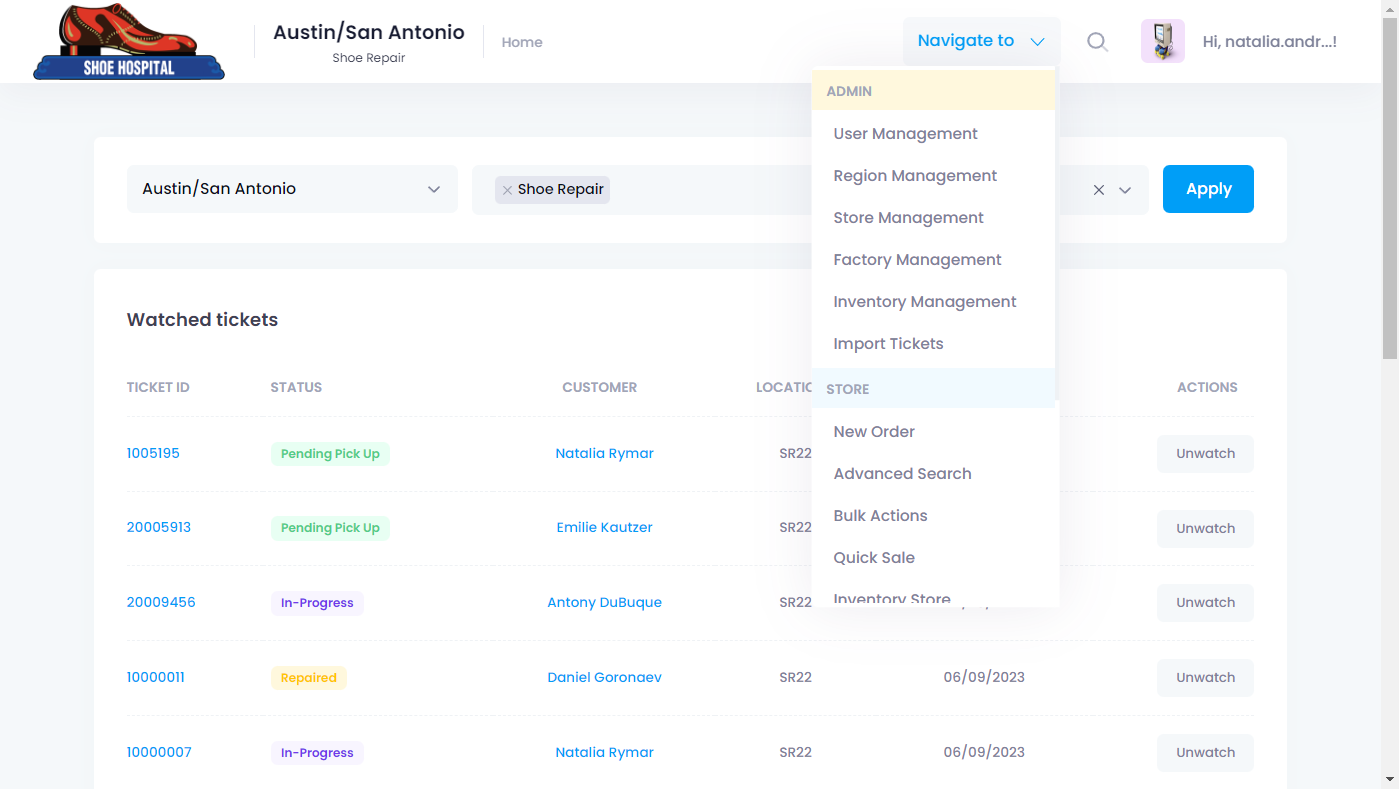 SHOE HOSPITAL
Austin/San Antonio
Shoe Repair
Home
Navigate to
Hi, natalia.andr...!
ADMIN
User Management
Region Management
Store Management
Factory Management
Inventory Management
Import Tickets
STORE
New Order
Advanced Search
Bulk Actions
Quick Sale
Inventory Store
Austin/San Antonio
× Shoe Repair
Apply
Watched tickets
TICKET ID STATUS CUSTOMER LOCATIO ACTIONS
1005195 Pending Pick Up Natalia Rymar SR22 Unwatch
20005913 Pending Pick Up Emilie Kautzer SR22 Unwatch
20009456 In-Progress Antony DuBuque SR22 Unwatch
10000011 Repaired Daniel Goronaev SR22 06/09/2023 Unwatch
10000007 In-Progress Natalia Rymar SR22 06/09/2023 Unwatch